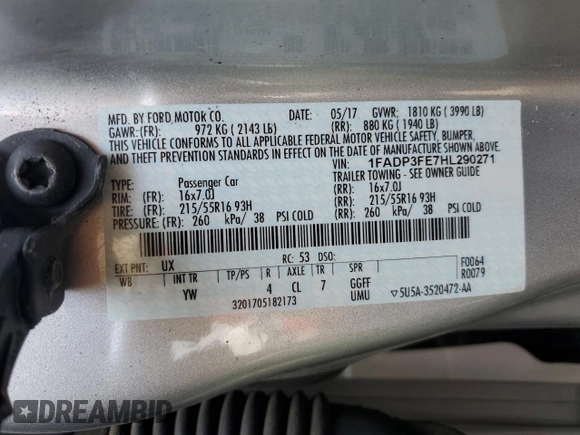 MFD. BY FORD MOTOR CO. 05/17 GVWR: 1810 KG ( 3990 LB)
GAWR:(FR): 972 KG ( 2143 LB) (RR): 880 KG ( 1940 LB)
THIS VEHICLE CONFORMS TO ALL APPLICABLE FEDERAL MOTOR VEHICLE SAFETY, BUMPER,
AND THEFT PREVENTION STANDARDS IN EFFECT ON THE DATE OF MANUFACTURE SHOWN ABOVE.
VIN: 1FADP3FE7HL290271
TYPE: Passenger Car TRAILER TOWING - SEE OWNER GUIDE
RIM: (FR): 16x7.0J (RR): 16x7.0J
TIRE: (FR): 215/55R16 93H (RR): 215/55R16 93H
PRESSURE: (FR): 260 kPa/ 38 PSI COLD (RR): 260 kPa/ 38 PSI COLD
EXT PNT: UX RC: 53 DSO: F0064
WB INT TR TP/PS R AXLE TR SPR R0079
YW 4 CL 7 GGFF
UMU
3201705182173
▽5U5A-3520472-AA
DREAMBID